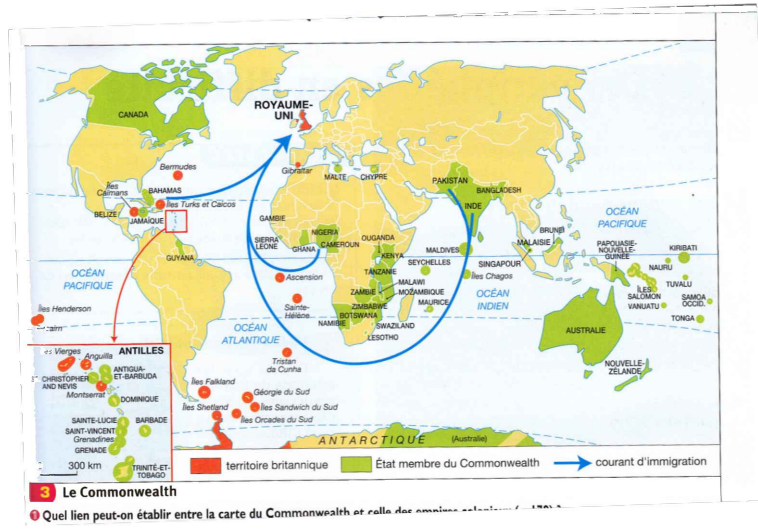 CANADA
ROYAUME-
UNI
Bermudes
Gibraltar
MALTE
CHYPRE
PAKISTAN
BANGLADESH
INDE
Îles
Caïmans
BAHAMAS
Îles Turks et Caicos
BELIZE
JAMAÏQUE
GUYANA
GAMBIE
SIERRA
LEONE
GHANA
NIGERIA
CAMEROUN
OUGANDA
KENYA
TANZANIE
MALAWI
ZAMBIE
MOZAMBIQUE
ZIMBABWE
BOTSWANA
NAMIBIE
SWAZILAND
LESOTHO
MALDIVES
SEYCHELLES
Îles Chagos
MAURICE
SINGAPOUR
MALAISIE
BRUNEI
OCÉAN
PACIFIQUE
PAPOUASIE-
NOUVELLE-
GUINÉE
KIRIBATI
NAURU
TUVALU
ÎLES
SALOMON
VANUATU
SAMOA
OCCID.
TONGA
AUSTRALIE
NOUVELLE-
ZÉLANDE
OCÉAN
INDIEN
OCÉAN
PACIFIQUE
Îles Henderson
OCÉAN
ATLANTIQUE
Ascension
Sainte-
Hélène
Tristan
da Cunha
Îles Falkland
Géorgie du Sud
Îles Shetland
Îles Sandwich du Sud
Îles Orcades du Sud
ANTARCTIQUE
(Australie)
ANTILLES
Vierges
Anguilla
ANTIGUA-
ET-BARBUDA
CHRISTOPHER
AND NEVIS
Montserrat
DOMINIQUE
SAINTE-LUCIE
BARBADE
SAINT-VINCENT
Grenadines
GRENADE
TRINITÉ-ET-
TOBAGO
300 km
territoire britannique
État membre du Commonwealth
courant d'immigration
3 Le Commonwealth
1 Quel lien peut-on établir entre la carte du Commonwealth et celle des empires coloniaux